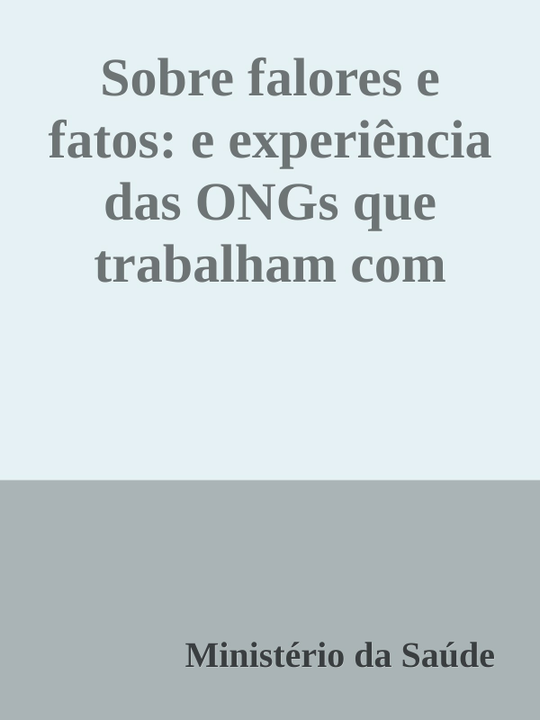 Sobre falores e
fatos: e experiência
das ONGs que
trabalham com
Ministério da Saúde